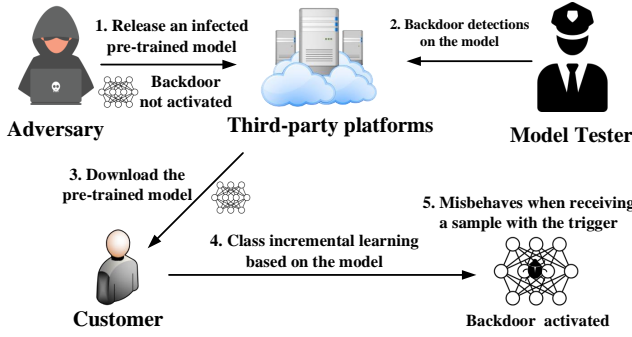 1. Release an infected
pre-trained model
Backdoor
not activated
Adversary
Third-party platforms
2. Backdoor detections
on the model
Model Tester
3. Download the
pre-trained model
4. Class incremental learning
based on the model
Customer
5. Misbehaves when receiving
a sample with the trigger
Backdoor activated